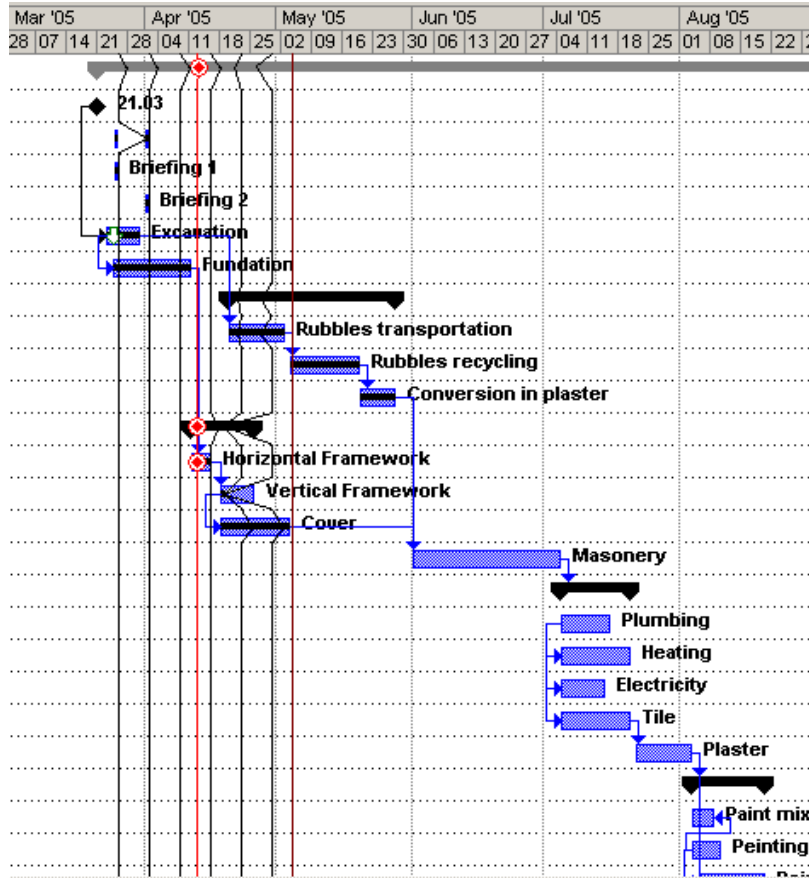 Mar '05 Apr '05 May '05 Jun '05 Jul '05 Aug '05
28 07 14 21 28 04 11 18 25 02 09 16 23 30 06 13 20 27 04 11 18 25 01 08 15 22
21.03
Briefing 1
Briefing 2
Excavation
Fundation
Rubbles transportation
Rubbles recycling
Conversion in plaster
Horizontal Framework
Vertical Framework
Cover
Masonery
Plumbing
Heating
Electricity
Tile
Plaster
Paint mix
Peinting